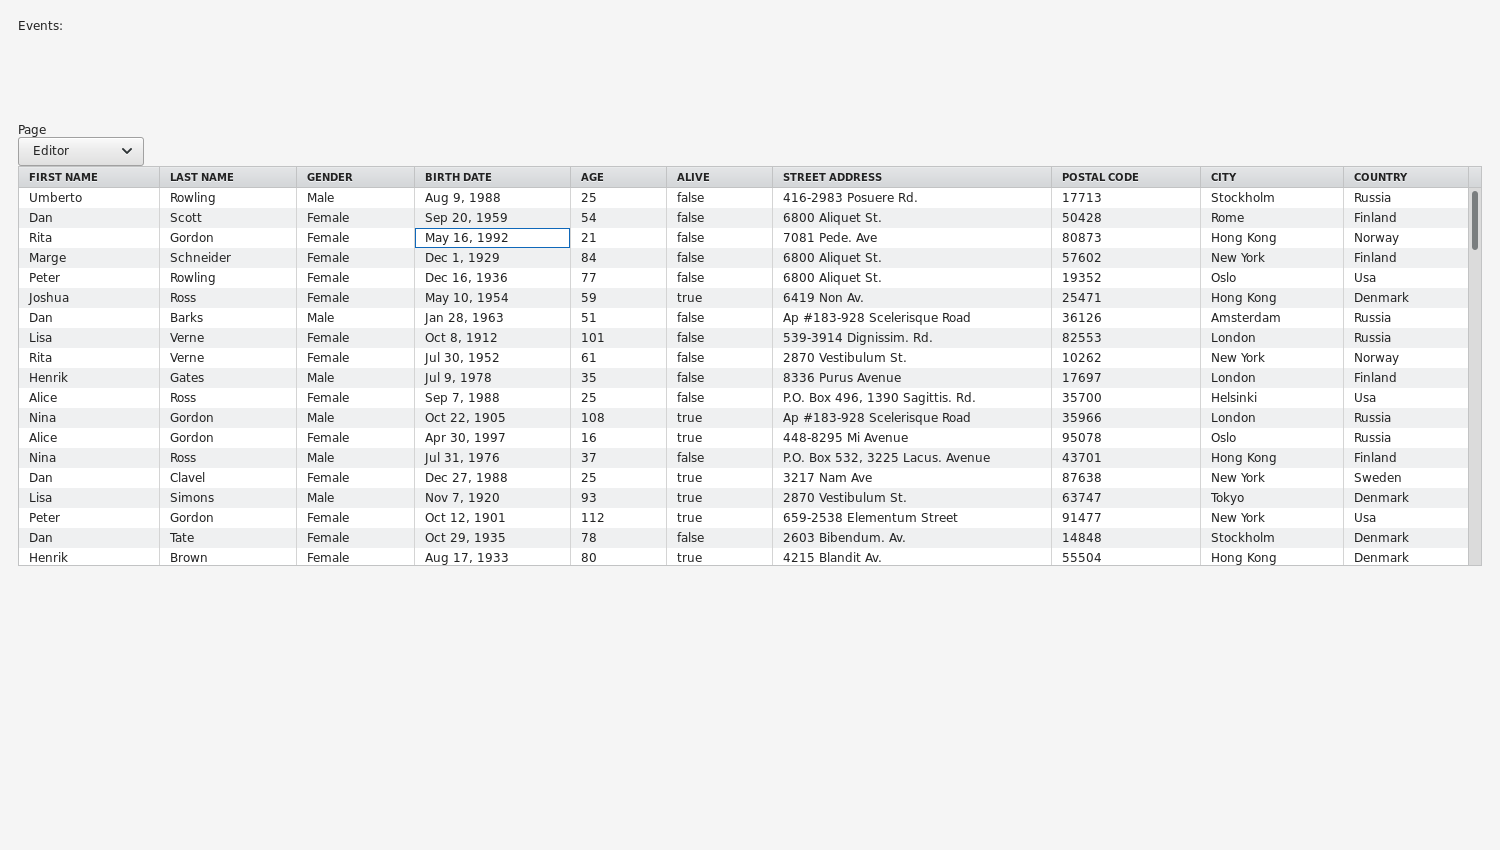 Events:
Page
Editor
FIRST NAME LAST NAME GENDER BIRTH DATE AGE ALIVE STREET ADDRESS POSTAL CODE CITY COUNTRY
Umberto Rowling Male Aug 9, 1988 25 false 416-2983 Posuere Rd. 17713 Stockholm Russia
Dan Scott Female Sep 20, 1959 54 false 6800 Aliquet St. 50428 Rome Finland
Rita Gordon Female May 16, 1992 21 false 7081 Pede. Ave 80873 Hong Kong Norway
Marge Schneider Female Dec 1, 1929 84 false 6800 Aliquet St. 57602 New York Finland
Peter Rowling Female Dec 16, 1936 77 false 6800 Aliquet St. 19352 Oslo Usa
Joshua Ross Female May 10, 1954 59 true 6419 Non Av. 25471 Hong Kong Denmark
Dan Barks Male Jan 28, 1963 51 false Ap #183-928 Scelerisque Road 36126 Amsterdam Russia
Lisa Verne Female Oct 8, 1912 101 false 539-3914 Dignissim. Rd. 82553 London Russia
Rita Verne Female Jul 30, 1952 61 false 2870 Vestibulum St. 10262 New York Norway
Henrik Gates Male Jul 9, 1978 35 false 8336 Purus Avenue 17697 London Finland
Alice Ross Female Sep 7, 1988 25 false P.O. Box 496, 1390 Sagittis. Rd. 35700 Helsinki Usa
Nina Gordon Male Oct 22, 1905 108 true Ap #183-928 Scelerisque Road 35966 London Russia
Alice Gordon Female Apr 30, 1997 16 true 448-8295 Mi Avenue 95078 Oslo Russia
Nina Ross Male Jul 31, 1976 37 false P.O. Box 532, 3225 Lacus. Avenue 43701 Hong Kong Finland
Dan Clavel Female Dec 27, 1988 25 true 3217 Nam Ave 87638 New York Sweden
Lisa Simons Male Nov 7, 1920 93 true 2870 Vestibulum St. 63747 Tokyo Denmark
Peter Gordon Female Oct 12, 1901 112 true 659-2538 Elementum Street 91477 New York Usa
Dan Tate Female Oct 29, 1935 78 false 2603 Bibendum. Av. 14848 Stockholm Denmark
Henrik Brown Female Aug 17, 1933 80 true 4215 Blandit Av. 55504 Hong Kong Denmark